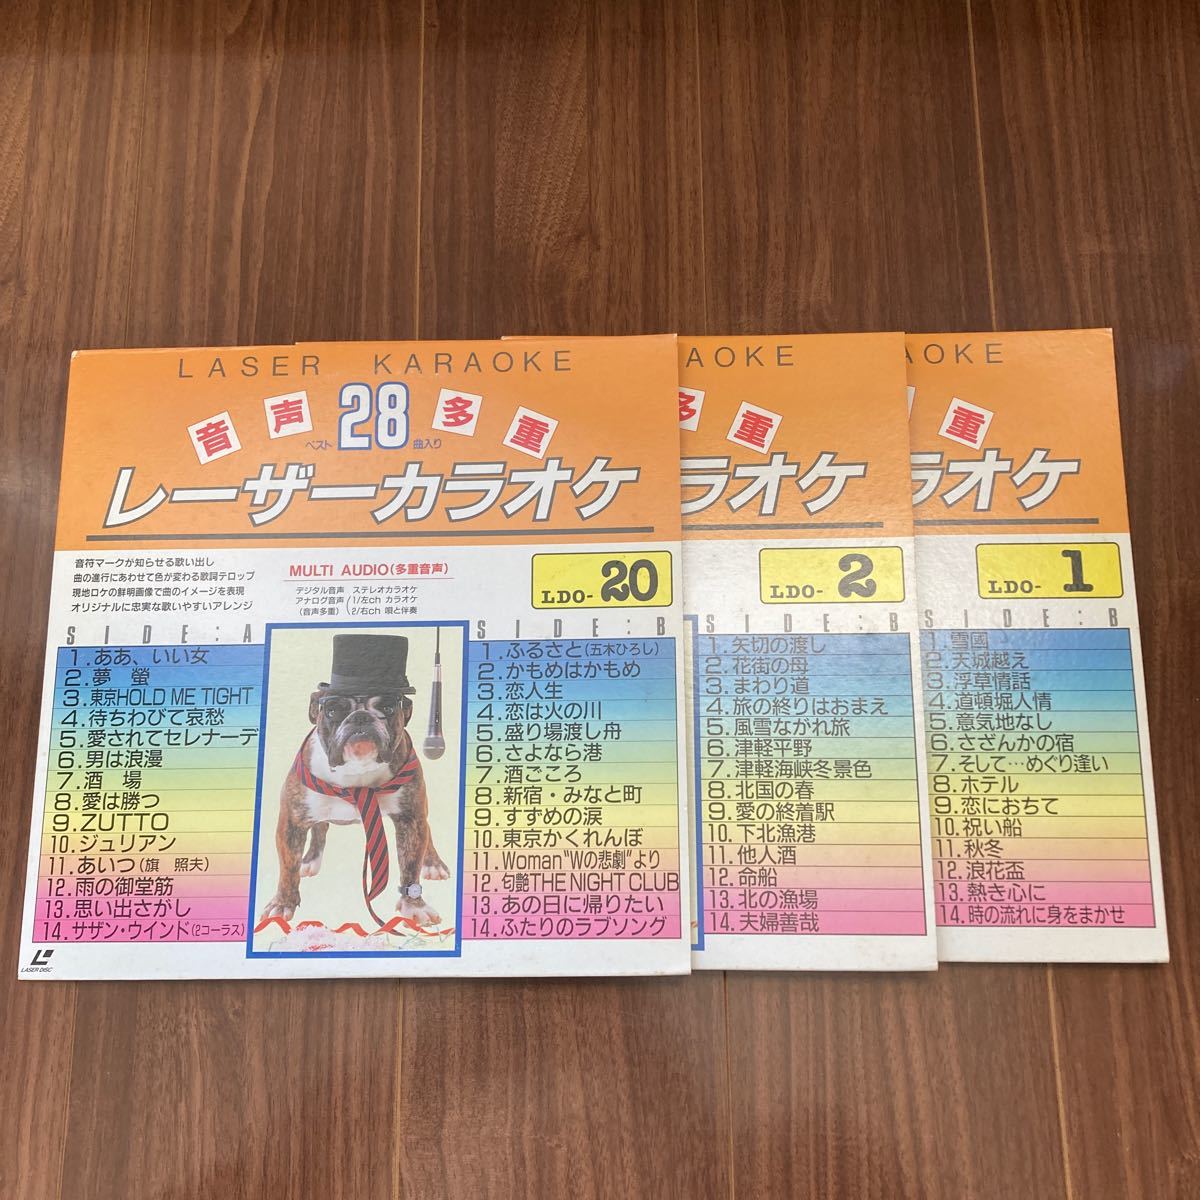 LASER KARAOKE
音声多重
ベスト28曲入り
レーザーカラオケ
音符マークが知らせる歌い出し
曲の進行にあわせて色が変わる歌詞テロップ
現地ロケの鮮明画像で曲のイメージを表現
オリジナルに忠実な歌いやすいアレンジ
MULTI AUDIO(多重音声)
デジタル音声 ステレオカラオケ
アナログ音声 1/左ch カラオケ
(音声多重) 2/右ch 唄と伴奏
LDO-20
SIDE:A
1.ああ、いい女
2.夢 螢
3.東京HOLD ME TIGHT
4.待ちわびて哀愁
5.愛されてセレナーデ
6.男は浪漫
7.酒 場
8.愛は勝つ
9.ZUTTO
10.ジュリアン
11.あいつ(旗 照夫)
12.雨の御堂筋
13.思い出さがし
14.サザン・ウインド(2コーラス)
LASER DISC
SIDE:B
1.ふるさと(五木ひろし)
2.かもめはかもめ
3.恋人生
4.恋は火の川
5.盛り場渡し舟
6.さよなら港
7.酒ごころ
8.新宿・みなと町
9.すずめの涙
10.東京かくれんぼ
11.Woman"Wの悲劇"より
12.匂艶THE NIGHT CLUB
13.あの日に帰りたい
14.ふたりのラブソング
AOKE
多重
ラオケ
LDO-2
SIDE:B
1.矢切の渡し
2.花街の母
3.まわり道
4.旅の終りはおまえ
5.風雪ながれ旅
6.津軽平野
7.津軽海峡冬景色
8.北国の春
9.愛の終着駅
10.下北漁港
11.他人酒
12.命船
13.北の漁場
14.夫婦善哉
AOKE
重
ラオケ
LDO-1
SIDE:B
1.雪國
2.天城越え
3.浮草情話
4.道頓堀人情
5.意気地なし
6.さざんかの宿
7.そして…めぐり逢い
8.ホテル
9.恋におちて
10.祝い船
11.秋冬
12.浪花盃
13.熱き心に
14.時の流れに身をまかせ